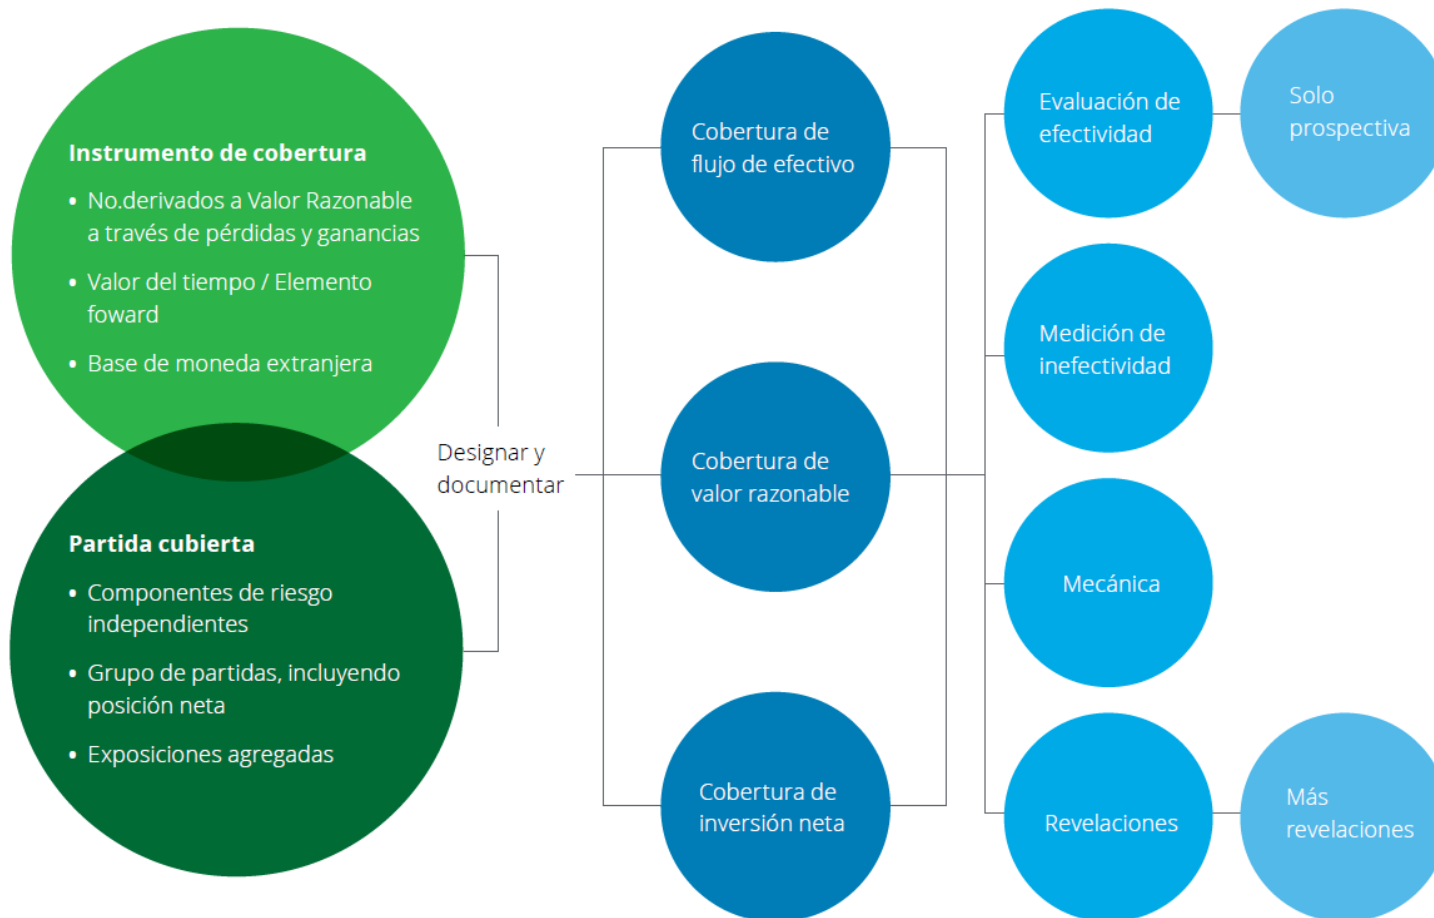 Instrumento de cobertura
• No.derivados a Valor Razonable
a través de pérdidas y ganancias
• Valor del tiempo / Elemento
foward
• Base de moneda extranjera
Partida cubierta
• Componentes de riesgo
independientes
• Grupo de partidas, incluyendo
posición neta
• Exposiciones agregadas
Designar y
documentar
Cobertura de
flujo de efectivo
Cobertura de
valor razonable
Cobertura de
inversión neta
Evaluación de
efectividad
Solo
prospectiva
Medición de
inefectividad
Mecánica
Revelaciones
Más
revelaciones